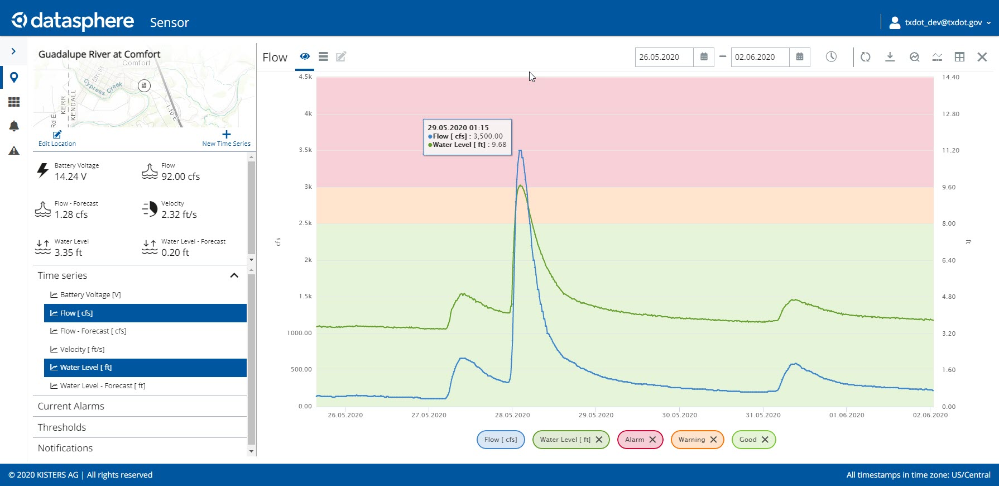 datasphere Sensor
txdot_dev@txdot.gov
Guadalupe River at Comfort
Comfort
5th St
Cypress Creek
KERR
KENDALL
I-10 E
Rd E
Edit Location
New Time Series
Battery Voltage
14.24 V
Flow
92.00 cfs
Flow - Forecast
1.28 cfs
Velocity
2.32 ft/s
Water Level
3.35 ft
Water Level - Forecast
0.20 ft
Time series
Battery Voltage [V]
Flow [ cfs]
Flow - Forecast [ cfs]
Velocity [ ft/s]
Water Level [ ft]
Water Level - Forecast [ ft]
Current Alarms
Thresholds
Notifications
Flow
26.05.2020 – 02.06.2020
4.5k
4k
3.5k
3k
2.5k
2k
1.5k
1000.00
500.00
0.00
cfs
29.05.2020 01:15
Flow [ cfs] : 3,500.00
Water Level [ ft] : 9.68
14.40
12.80
11.20
9.60
8.00
6.40
4.80
3.20
1.60
0.00
ft
26.05.2020 27.05.2020 28.05.2020 29.05.2020 30.05.2020 31.05.2020 01.06.2020 02.06.2020
Flow [ cfs] Water Level [ ft] Alarm Warning Good
© 2020 KISTERS AG | All rights reserved
All timestamps in time zone: US/Central